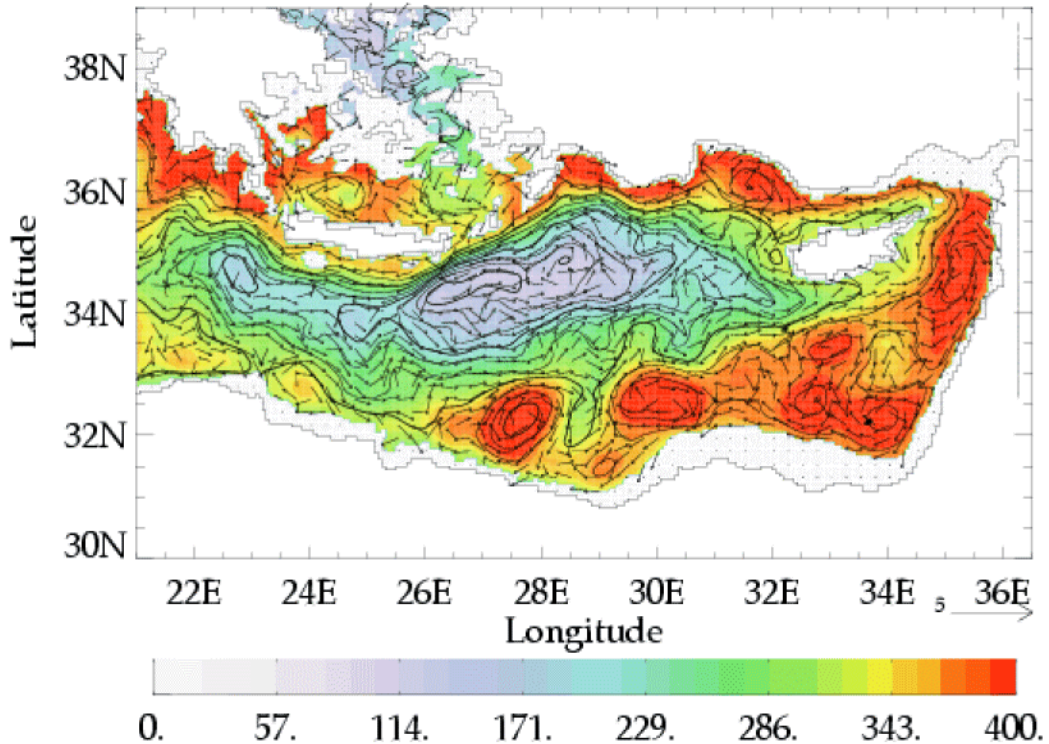 38N
36N
34N
32N
30N
Latitude
22E 24E 26E 28E 30E 32E 34E 36E
5
Longitude
0. 57. 114. 171. 229. 286. 343. 400.